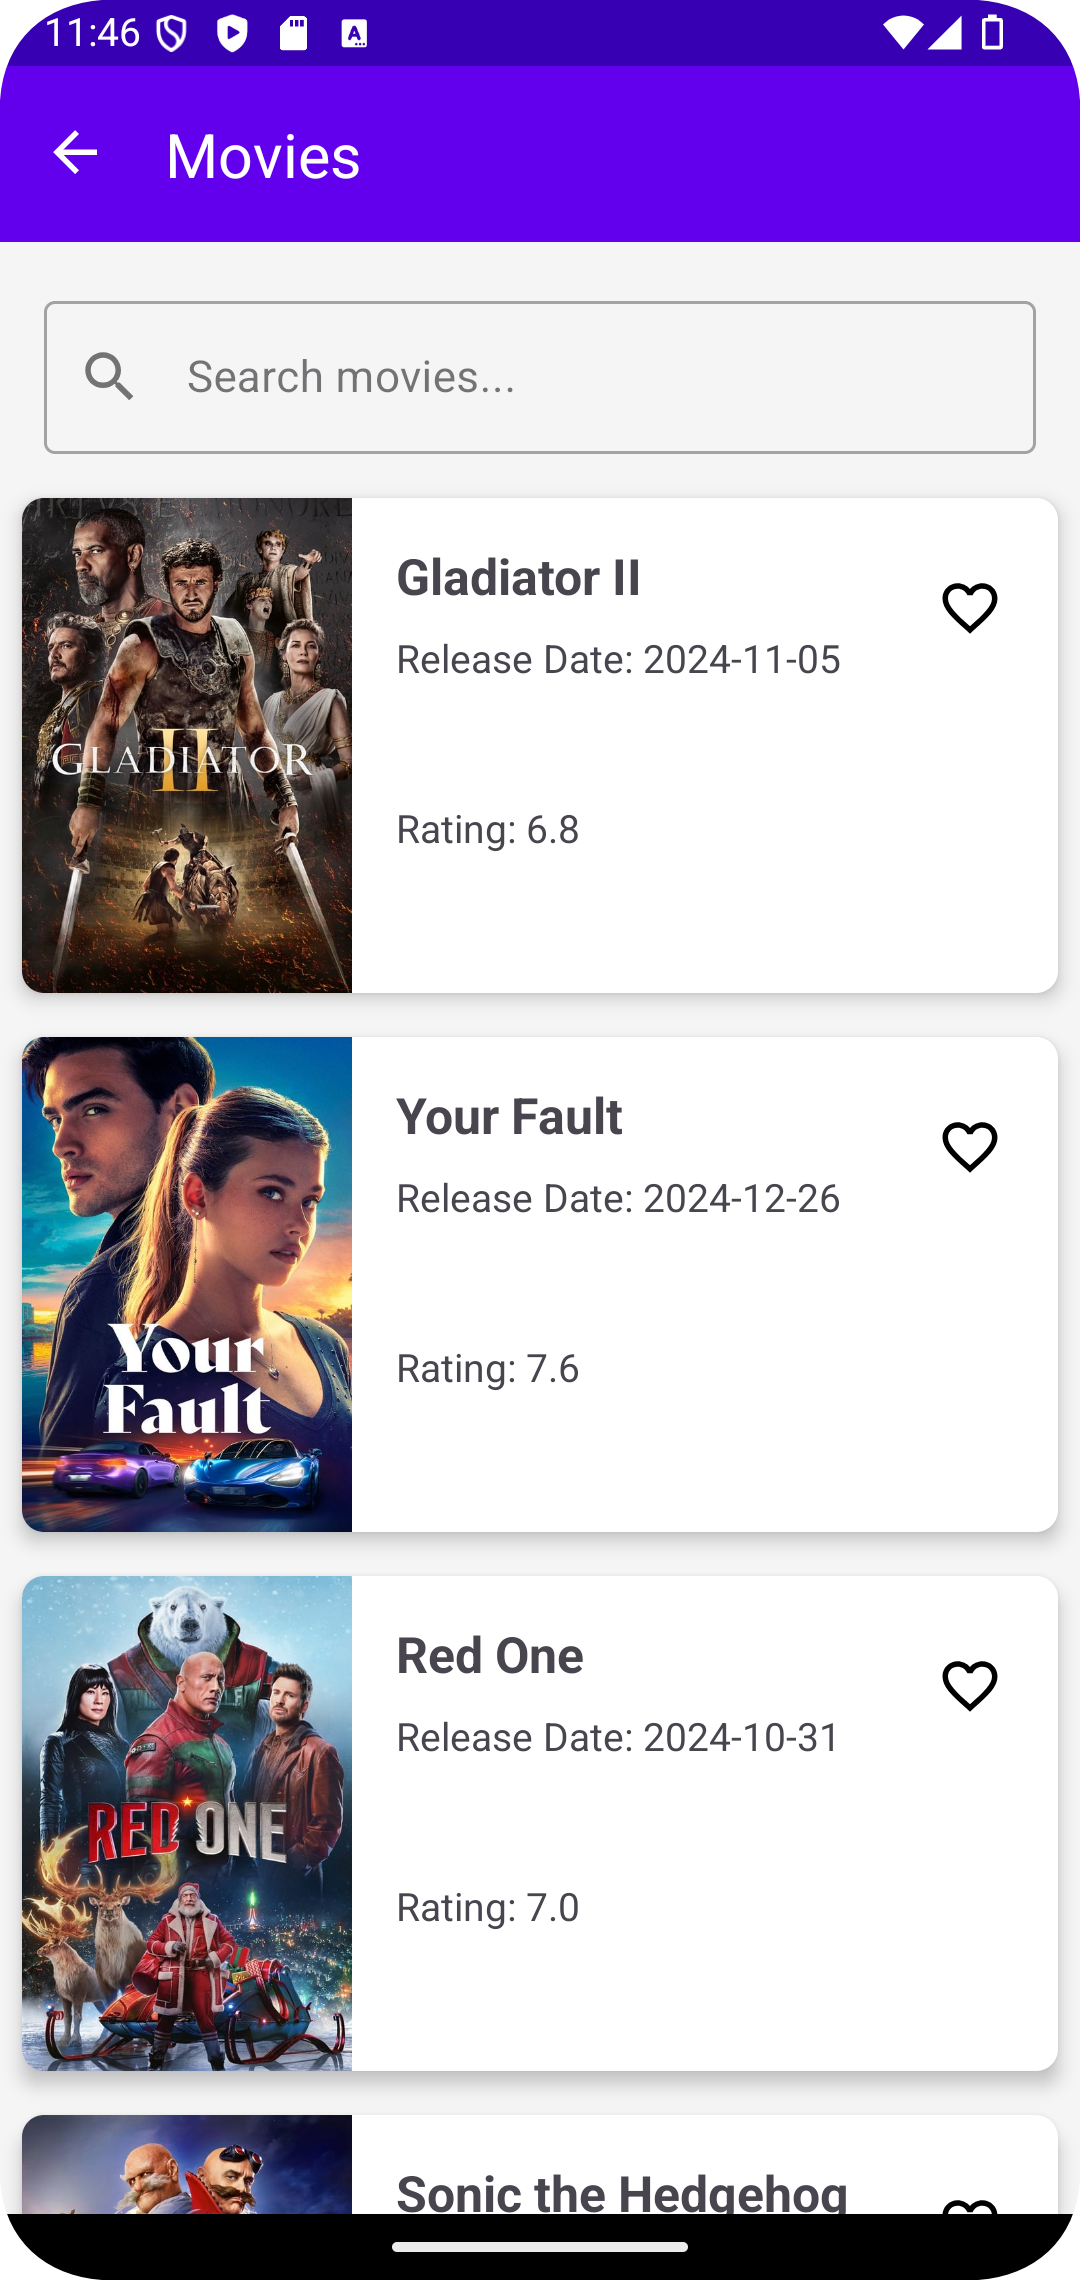 11:46
Movies
Search movies...
GLADIATOR
II
Gladiator II
Release Date: 2024-11-05
Rating: 6.8
Your
Fault
Your Fault
Release Date: 2024-12-26
Rating: 7.6
RED ONE
Red One
Release Date: 2024-10-31
Rating: 7.0
Sonic the Hedgehog